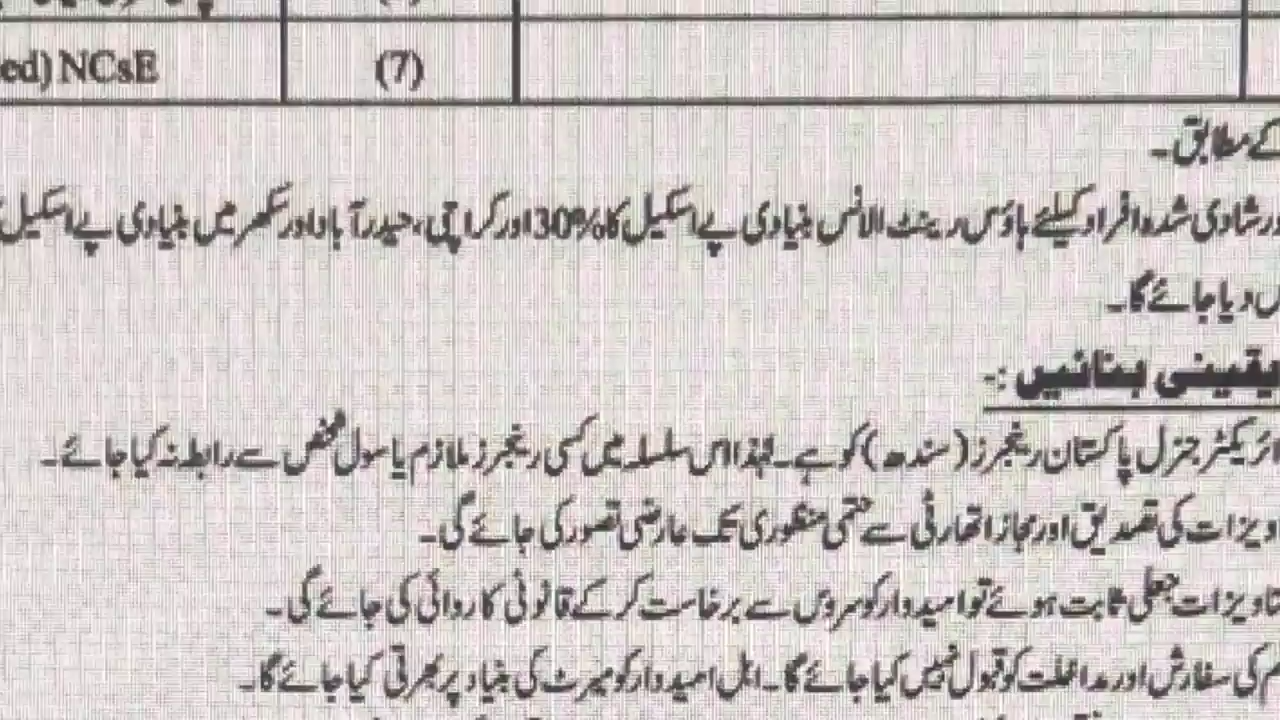 ed) NCsE (7)
کے مطابق۔
شادی شدہ افراد کیلئے ہاؤس رینٹ الاؤنس بنیادی پے اسکیل کا %30 اور کراچی، حیدرآباد اور سکھر میں بنیادی پے اسکیل
دیا جائے گا۔
یقینی بنائیں :-
جنرل پاکستان رینجرز (سندھ) کو ہے۔ لہٰذا اس سلسلہ میں کسی رینجرز ملازم یا سول شخص سے رابطہ نہ کیا جائے۔
کی تصدیق اور مجاز اتھارٹی سے حتمی منظوری تک عارضی تصور کی جائے گی۔
جعلی ثابت ہوئے تو امیدوار کو سروس سے برخاست کر کے قانونی کاروائی کی جائے گی۔
کی سفارش اور مداخلت کو قبول نہیں کیا جائے گا۔ اہل امیدوار کو میرٹ کی بنیاد پر بھرتی کیا جائے گا۔